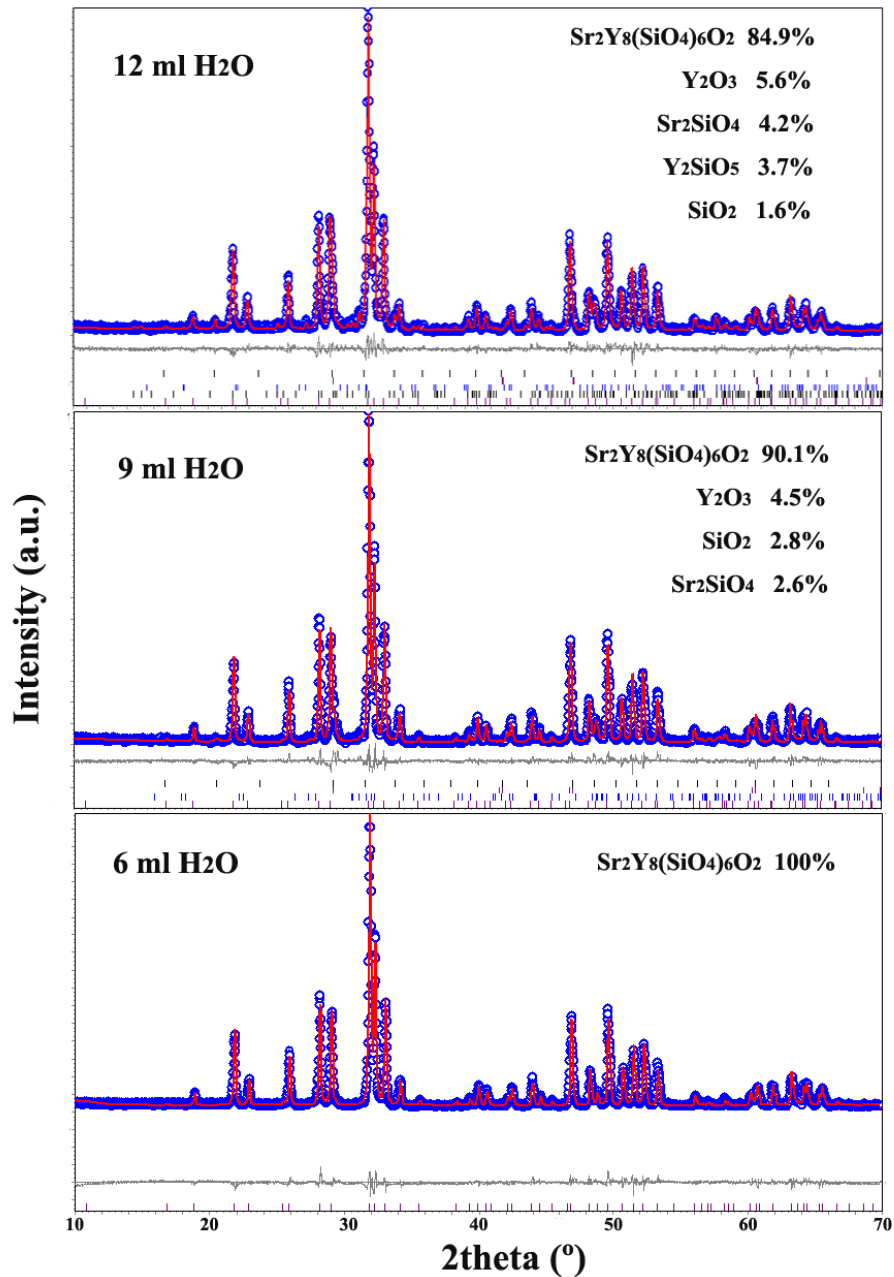 12 ml H2O
Sr2Y8(SiO4)6O2 84.9%
Y2O3 5.6%
Sr2SiO4 4.2%
Y2SiO5 3.7%
SiO2 1.6%
9 ml H2O
Sr2Y8(SiO4)6O2 90.1%
Y2O3 4.5%
SiO2 2.8%
Sr2SiO4 2.6%
6 ml H2O
Sr2Y8(SiO4)6O2 100%
Intensity (a.u.)
10 20 30 40 50 60 70
2theta (º)